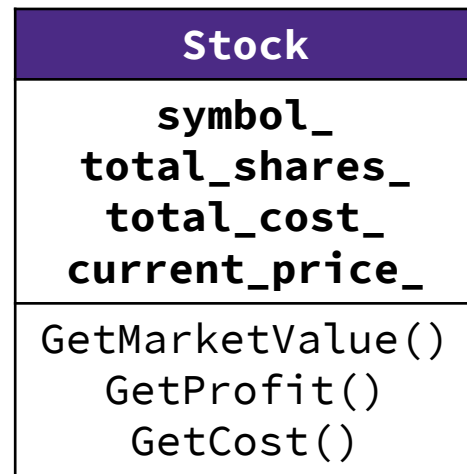 Stock
symbol_
total_shares_
total_cost_
current_price_
GetMarketValue()
GetProfit()
GetCost()